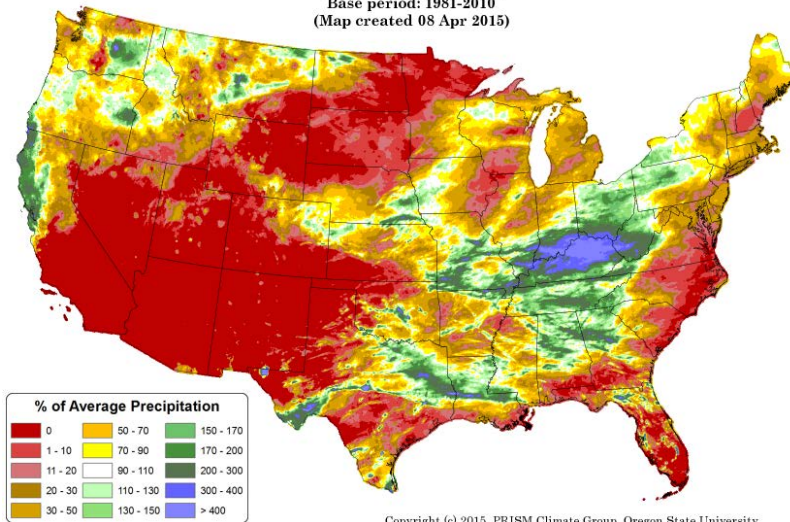 Base period: 1981-2010
(Map created 08 Apr 2015)
% of Average Precipitation
0
50 - 70
150 - 170
1 - 10
70 - 90
170 - 200
11 - 20
90 - 110
200 - 300
20 - 30
110 - 130
300 - 400
30 - 50
130 - 150
> 400
Copyright (c) 2015, PRISM Climate Group, Oregon State University